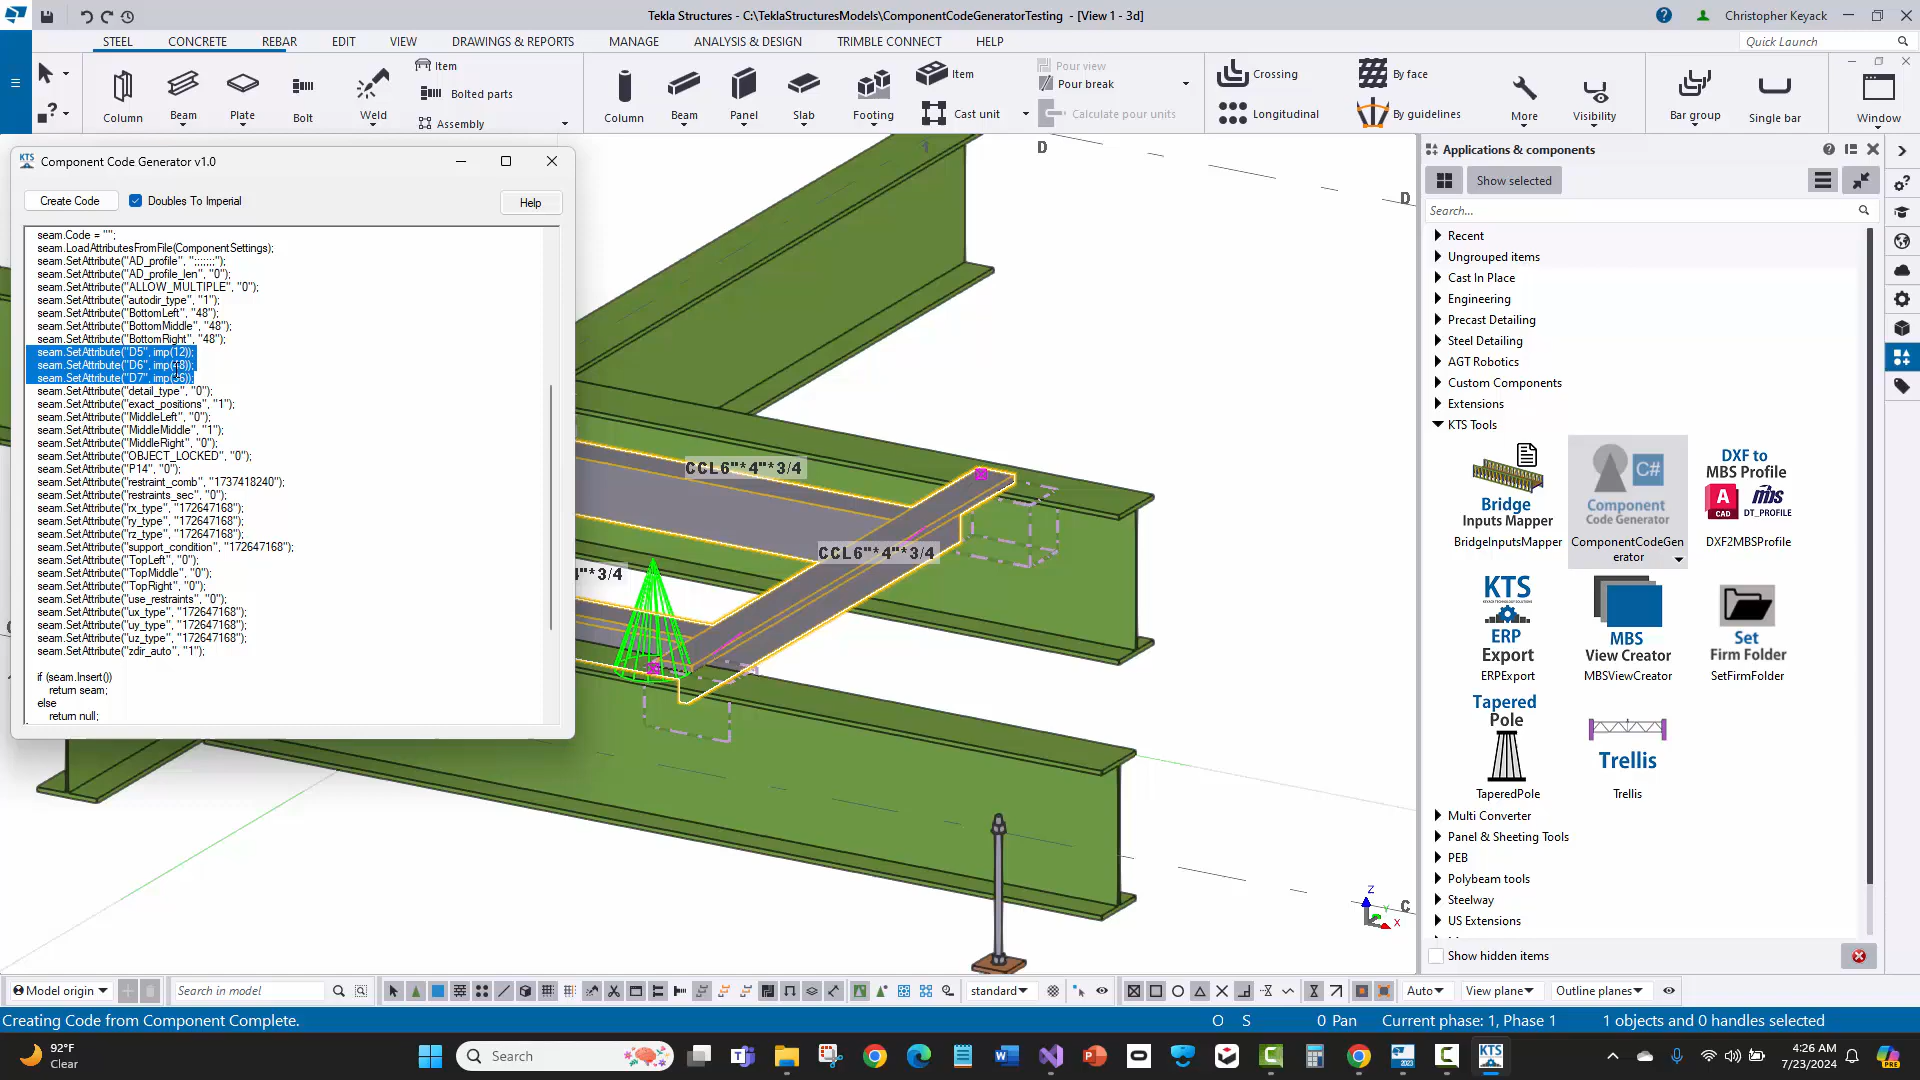 Tekla Structures - C:\TeklaStructuresModels\ComponentCodeGeneratorTesting - [View 1 - 3d]
Christopher Keyack
STEEL CONCRETE REBAR EDIT VIEW DRAWINGS & REPORTS MANAGE ANALYSIS & DESIGN TRIMBLE CONNECT HELP
Quick Launch
Column Beam Plate Bolt Weld
Item
Bolted parts
Assembly
Column Beam Panel Slab Footing
Item
Cast unit
Pour view
Pour break
Calculate pour units
Crossing
Longitudinal
By face
By guidelines
More
Visibility
Bar group
Single bar
Window
KTS Component Code Generator v1.0
Create Code
Doubles To Imperial
Help
seam.Code = "";
seam.LoadAttributesFromFile(ComponentSettings);
seam.SetAttribute("AD_profile", ";;;;;;;");
seam.SetAttribute("AD_profile_len", "0");
seam.SetAttribute("ALLOW_MULTIPLE", "0");
seam.SetAttribute("autodir_type", "1");
seam.SetAttribute("BottomLeft", "48");
seam.SetAttribute("BottomMiddle", "48");
seam.SetAttribute("BottomRight", "48");
seam.SetAttribute("D5", imp(12));
seam.SetAttribute("D6",
seam.SetAttribute("D7",
seam.SetAttribute("detail_type", "0");
seam.SetAttribute("exact_positions", "1");
seam.SetAttribute("MiddleLeft", "0");
seam.SetAttribute("MiddleMiddle", "1");
seam.SetAttribute("MiddleRight", "0");
seam.SetAttribute("OBJECT_LOCKED", "0");
seam.SetAttribute("P14", "0");
seam.SetAttribute("restraint_comb", "1737418240");
seam.SetAttribute("restraints_sec", "0");
seam.SetAttribute("rx_type", "172647168");
seam.SetAttribute("ry_type", "172647168");
seam.SetAttribute("rz_type", "172647168");
seam.SetAttribute("support_condition", "172647168");
seam.SetAttribute("TopLeft", "0");
seam.SetAttribute("TopMiddle", "0");
seam.SetAttribute("TopRight", "0");
seam.SetAttribute("use_restraints", "0");
seam.SetAttribute("ux_type", "172647168");
seam.SetAttribute("uy_type", "172647168");
seam.SetAttribute("uz_type", "172647168");
seam.SetAttribute("zdir_auto", "1");
if (seam.Insert())
return seam;
else
return null;
D
D
CCL6"*4"*3/4
CCL6"*4"*3/4
4"*3/4
C
Z
Y
X
Applications & components
Show selected
Search...
Recent
Ungrouped items
Cast In Place
Engineering
Precast Detailing
Steel Detailing
AGT Robotics
Custom Components
Extensions
KTS Tools
Bridge
Inputs Mapper
BridgeInputsMapper
C#
Component
Code Generator
ComponentCodeGen
erator
DXF to
MBS Profile
A CAD mbs DT_PROFILE
DXF2MBSProfile
KTS
ERP
Export
ERPExport
MBS
View Creator
MBSViewCreator
Set
Firm Folder
SetFirmFolder
Tapered
Pole
TaperedPole
Trellis
Trellis
Multi Converter
Panel & Sheeting Tools
PEB
Polybeam tools
Steelway
US Extensions
Show hidden items
Model origin
Search in model
standard
Auto
View plane
Outline planes
Creating Code from Component Complete.
O S 0 Pan Current phase: 1, Phase 1 1 objects and 0 handles selected
92°F
Clear
Search
2023
KTS
4:26 AM
7/23/2024
PRE